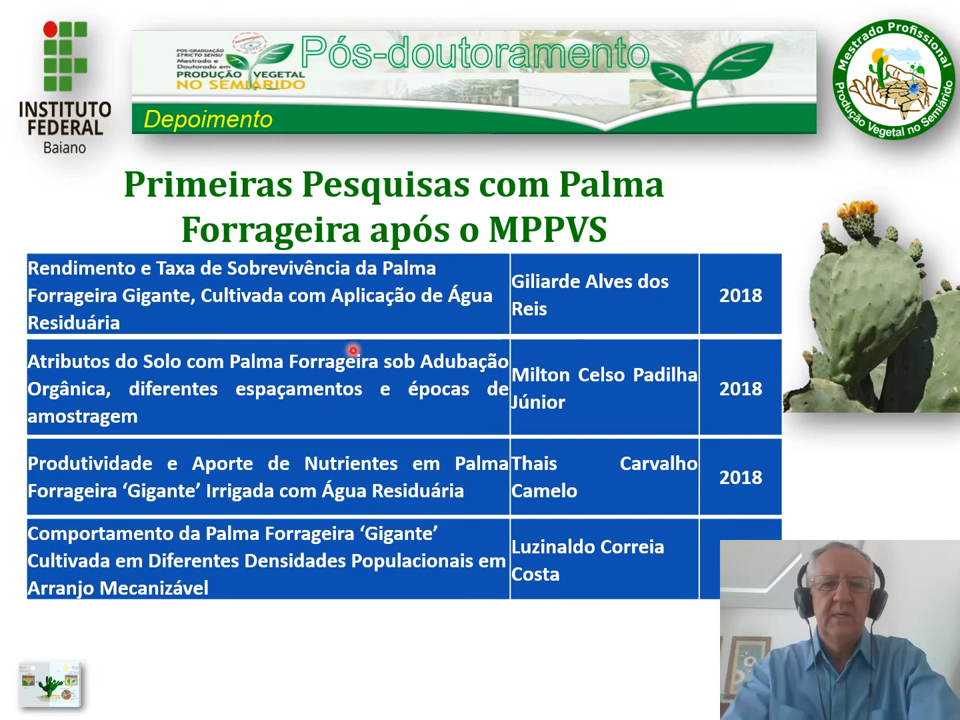 INSTITUTO
FEDERAL
Baiano
PÓS-GRADUAÇÃO
STRICTO SENSU
Mestrado e
Doutorado em
PRODUÇÃO VEGETAL
NO SEMIÁRIDO
Pós-doutoramento
Depoimento
Mestrado Profissional
Produção Vegetal no Semiárido
Primeiras Pesquisas com Palma
Forrageira após o MPPVS
Rendimento e Taxa de Sobrevivência da Palma
Forrageira Gigante, Cultivada com Aplicação de Água
Residuária
Giliarde Alves dos
Reis
2018
Atributos do Solo com Palma Forrageira sob Adubação
Orgânica, diferentes espaçamentos e épocas de
amostragem
Milton Celso Padilha
Júnior
2018
Produtividade e Aporte de Nutrientes em Palma
Forrageira ‘Gigante’ Irrigada com Água Residuária
Thais Carvalho
Camelo
2018
Comportamento da Palma Forrageira ‘Gigante’
Cultivada em Diferentes Densidades Populacionais em
Arranjo Mecanizável
Luzinaldo Correia
Costa